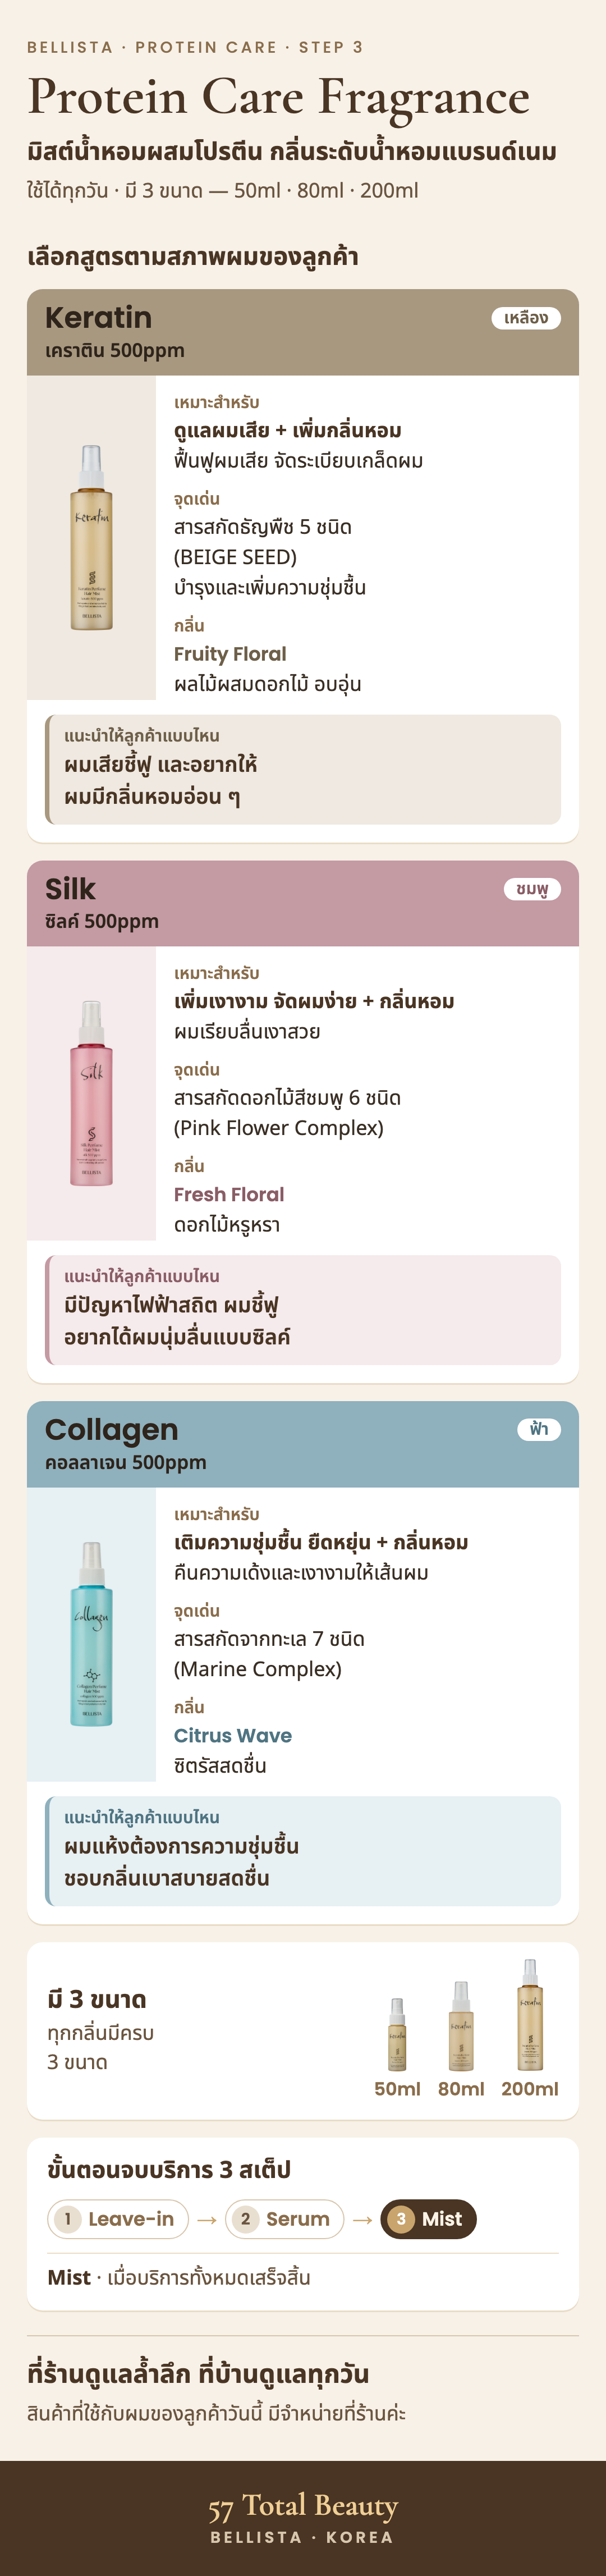 BELLISTA · PROTEIN CARE · STEP 3
Protein Care Fragrance
มิสต์น้ำหอมผสมโปรตีน กลิ่นระดับน้ำหอมแบรนด์เนม
ใช้ได้ทุกวัน · มี 3 ขนาด — 50ml · 80ml · 200ml
เลือกสูตรตามสภาพผมของลูกค้า
Keratin
เหลือง
เคราติน 500ppm
Keratin
BELLISTA
เหมาะสำหรับ
ดูแลผมเสีย + เพิ่มกลิ่นหอม
ฟื้นฟูผมเสีย จัดระเบียบเกล็ดผม
จุดเด่น
สารสกัดธัญพืช 5 ชนิด
(BEIGE SEED)
บำรุงและเพิ่มความชุ่มชื้น
กลิ่น
Fruity Floral
ผลไม้ผสมดอกไม้ อบอุ่น
แนะนำให้ลูกค้าแบบไหน
ผมเสียชี้ฟู และอยากให้
ผมมีกลิ่นหอมอ่อน ๆ
Silk
ชมพู
ซิลค์ 500ppm
Silk
BELLISTA
เหมาะสำหรับ
เพิ่มเงางาม จัดผมง่าย + กลิ่นหอม
ผมเรียบลื่นเงาสวย
จุดเด่น
สารสกัดดอกไม้สีชมพู 6 ชนิด
(Pink Flower Complex)
กลิ่น
Fresh Floral
ดอกไม้หรูหรา
แนะนำให้ลูกค้าแบบไหน
มีปัญหาไฟฟ้าสถิต ผมชี้ฟู
อยากได้ผมนุ่มลื่นแบบซิลค์
Collagen
ฟ้า
คอลลาเจน 500ppm
Collagen
BELLISTA
เหมาะสำหรับ
เติมความชุ่มชื้น ยืดหยุ่น + กลิ่นหอม
คืนความเด้งและเงางามให้เส้นผม
จุดเด่น
สารสกัดจากทะเล 7 ชนิด
(Marine Complex)
กลิ่น
Citrus Wave
ซิตรัสสดชื่น
แนะนำให้ลูกค้าแบบไหน
ผมแห้งต้องการความชุ่มชื้น
ชอบกลิ่นเบาสบายสดชื่น
มี 3 ขนาด
ทุกกลิ่นมีครบ
3 ขนาด
Keratin Keratin Keratin
50ml 80ml 200ml
ขั้นตอนจบบริการ 3 สเต็ป
1 Leave-in → 2 Serum → 3 Mist
Mist · เมื่อบริการทั้งหมดเสร็จสิ้น
ที่ร้านดูแลล้ำลึก ที่บ้านดูแลทุกวัน
สินค้าที่ใช้กับผมของลูกค้าวันนี้ มีจำหน่ายที่ร้านค่ะ
57 Total Beauty
BELLISTA · KOREA